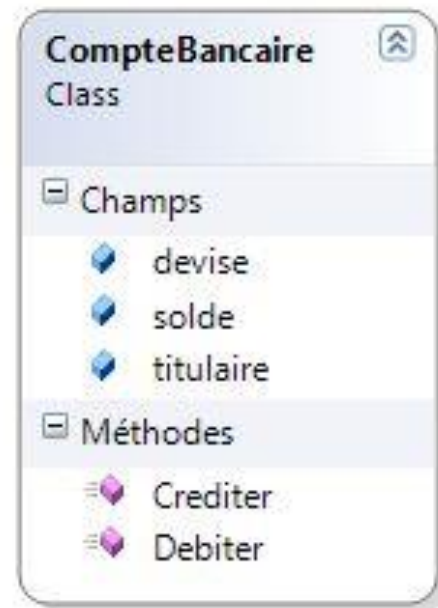 CompteBancaire
Class
Champs
devise
solde
titulaire
Méthodes
Crediter
Debiter